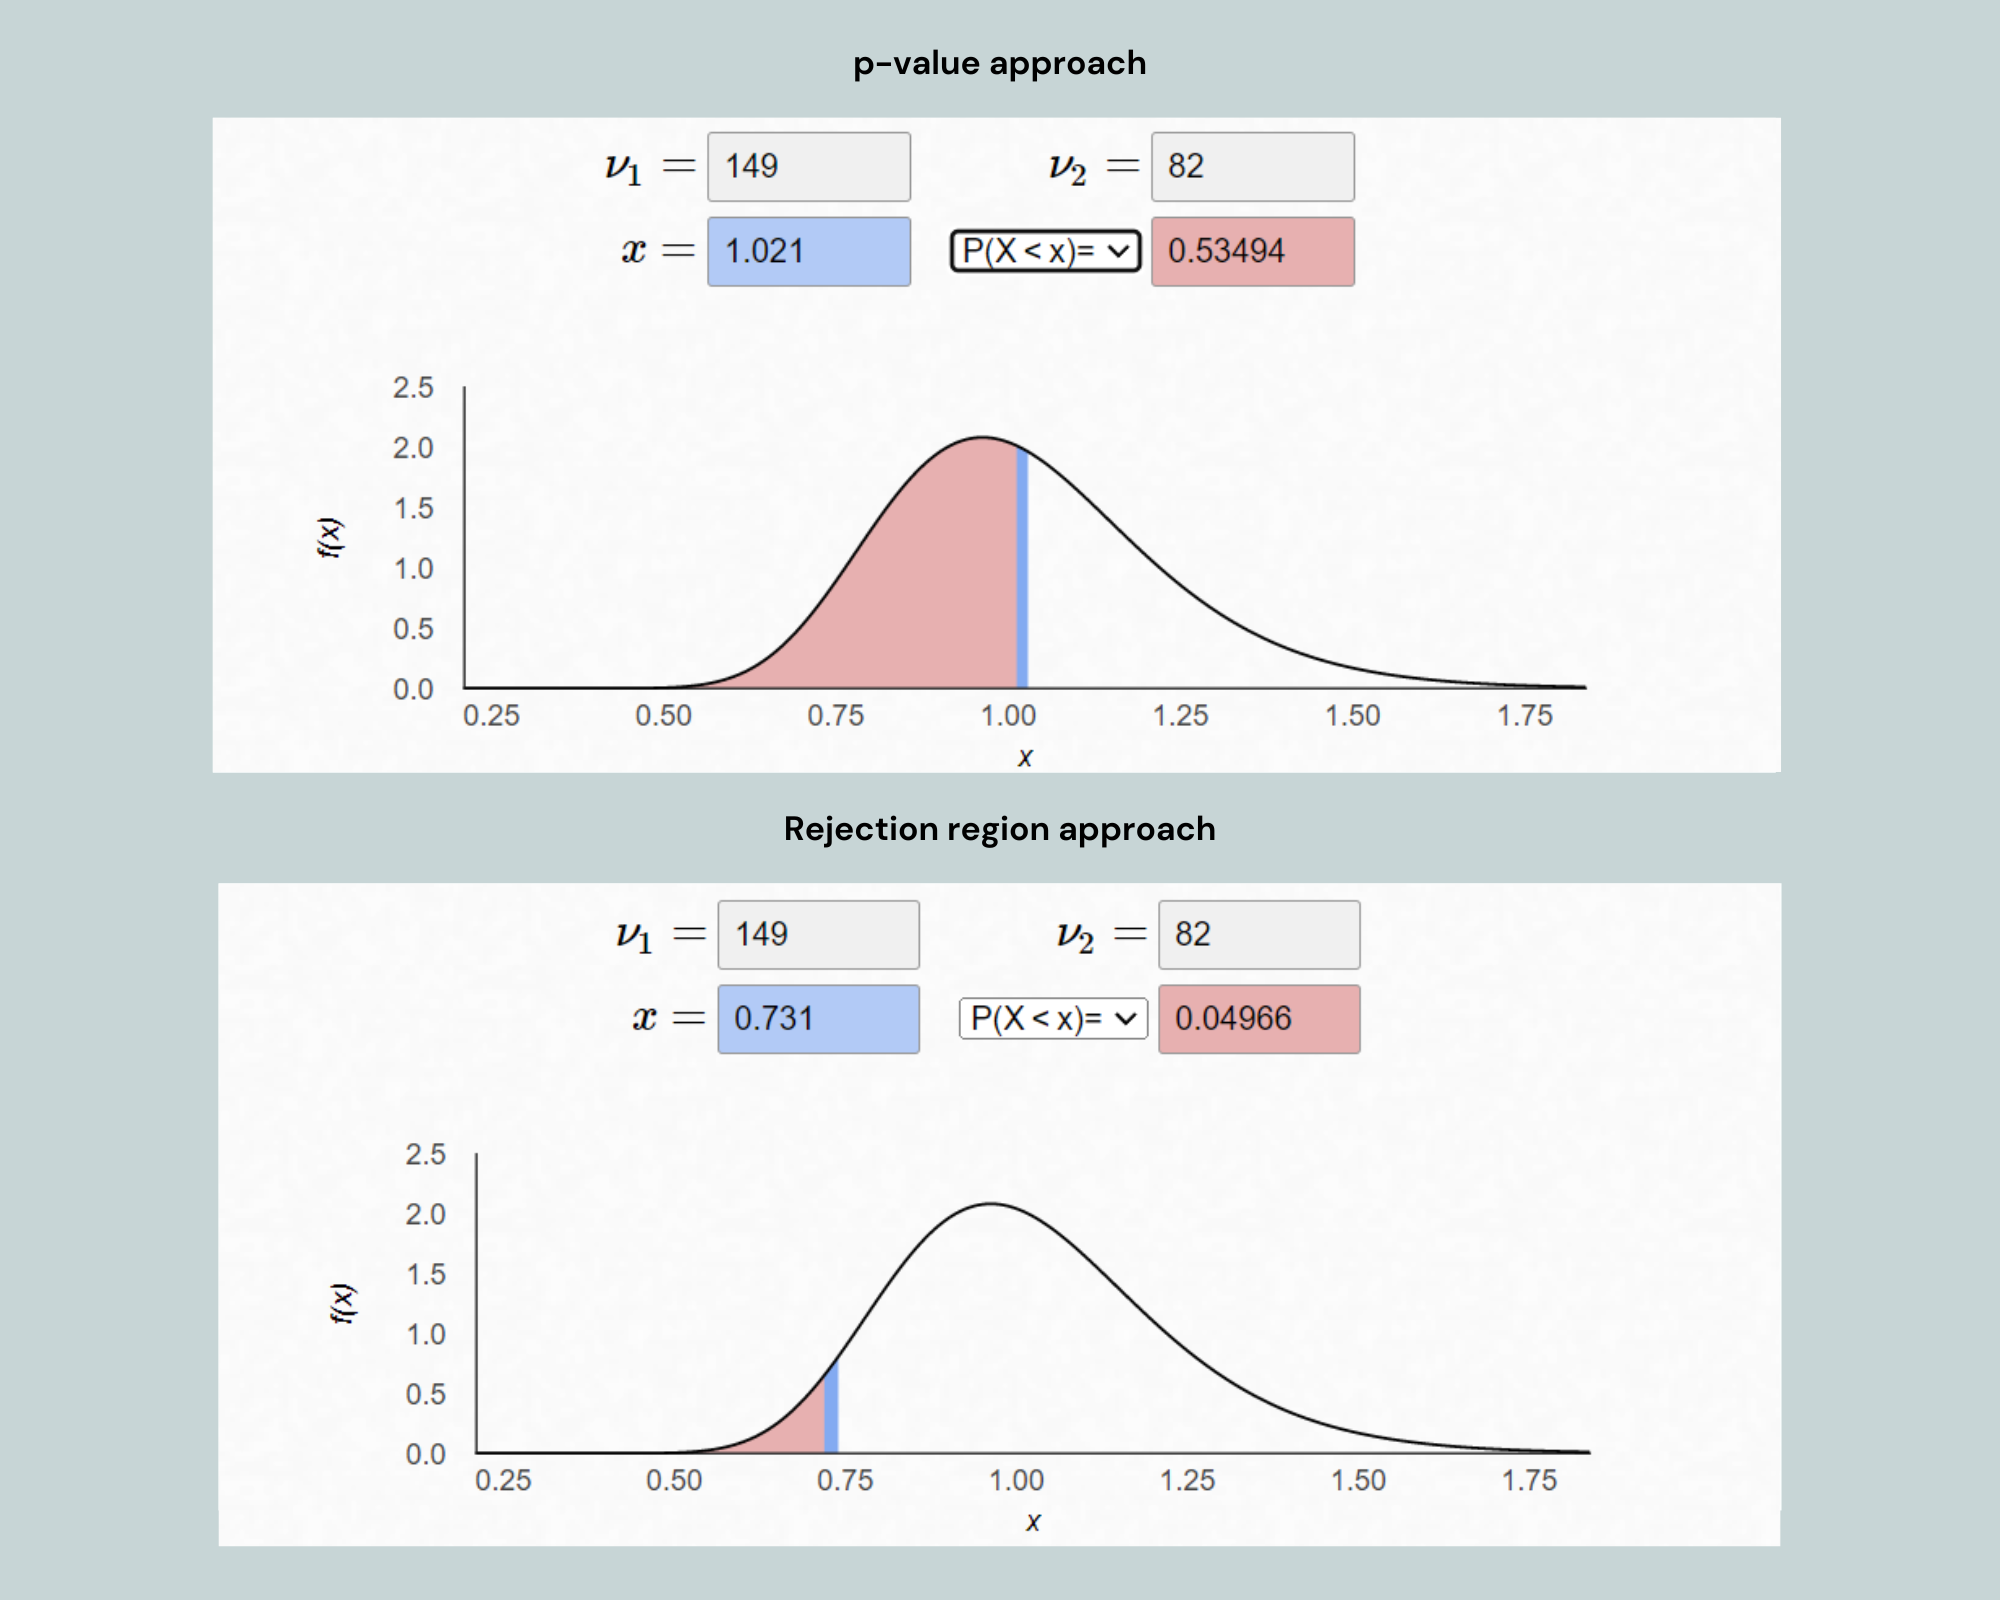 p-value approach
ν₁ = 149 ν₂ = 82
x = 1.021 P(X < x)= 0.53494
2.5
2.0
1.5
1.0
0.5
0.0
f(x)
0.25 0.50 0.75 1.00 1.25 1.50 1.75
x
Rejection region approach
ν₁ = 149 ν₂ = 82
x = 0.731 P(X < x)= 0.04966
2.5
2.0
1.5
1.0
0.5
0.0
f(x)
0.25 0.50 0.75 1.00 1.25 1.50 1.75
x